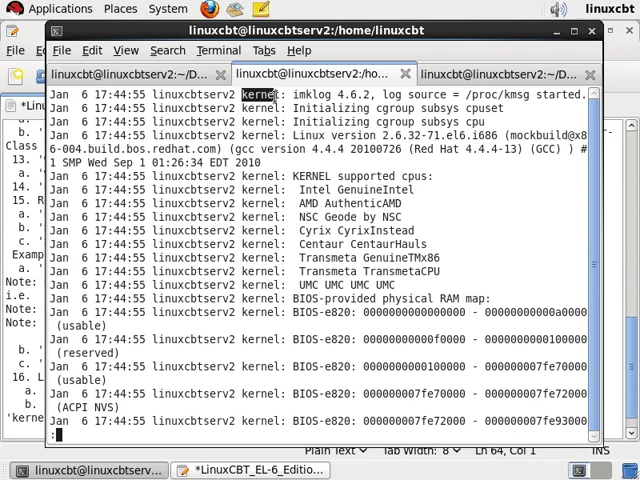 Applications Places System linuxcbt
linuxcbtserv2:/home/linuxcbt
File
File Edit View Search Terminal Tabs Help
linuxcbt@linuxcbtserv2:~/D... linuxcbt@linuxcbtserv2:/ho... linuxcbt@linuxcbtserv2:~/D...
*Linu
Jan 6 17:44:55 linuxcbtserv2 kernel: imklog 4.6.2, log source = /proc/kmsg started.
Jan 6 17:44:55 linuxcbtserv2 kernel: Initializing cgroup subsys cpuset
Jan 6 17:44:55 linuxcbtserv2 kernel: Initializing cgroup subsys cpu
Jan 6 17:44:55 linuxcbtserv2 kernel: Linux version 2.6.32-71.el6.i686 (mockbuild@x8
6-004.build.bos.redhat.com) (gcc version 4.4.4 20100726 (Red Hat 4.4.4-13) (GCC) ) #
1 SMP Wed Sep 1 01:26:34 EDT 2010
Jan 6 17:44:55 linuxcbtserv2 kernel: KERNEL supported cpus:
Jan 6 17:44:55 linuxcbtserv2 kernel: Intel GenuineIntel
Jan 6 17:44:55 linuxcbtserv2 kernel: AMD AuthenticAMD
Jan 6 17:44:55 linuxcbtserv2 kernel: NSC Geode by NSC
Jan 6 17:44:55 linuxcbtserv2 kernel: Cyrix CyrixInstead
Jan 6 17:44:55 linuxcbtserv2 kernel: Centaur CentaurHauls
Jan 6 17:44:55 linuxcbtserv2 kernel: Transmeta GenuineTMx86
Jan 6 17:44:55 linuxcbtserv2 kernel: Transmeta TransmetaCPU
Jan 6 17:44:55 linuxcbtserv2 kernel: UMC UMC UMC UMC
Jan 6 17:44:55 linuxcbtserv2 kernel: BIOS-provided physical RAM map:
Jan 6 17:44:55 linuxcbtserv2 kernel: BIOS-e820: 0000000000000000 - 00000000000a0000
(usable)
Jan 6 17:44:55 linuxcbtserv2 kernel: BIOS-e820: 00000000000f0000 - 0000000000100000
(reserved)
Jan 6 17:44:55 linuxcbtserv2 kernel: BIOS-e820: 0000000000100000 - 000000007fe70000
(usable)
Jan 6 17:44:55 linuxcbtserv2 kernel: BIOS-e820: 000000007fe70000 - 000000007fe72000
(ACPI NVS)
Jan 6 17:44:55 linuxcbtserv2 kernel: BIOS-e820: 000000007fe72000 - 000000007fe93000
:
b. '
Class
13. '
a. '
14. '
15. R
a. '
b. '
c. '
Exampl
a. '
Note:
i.e.
Note:
Note:
b. '
c. '
16. L
a.
b.
'kerne
Plain Text Tab Width: 8 Ln 64, Col 1 INS
linuxcbt@linuxcbtserv... *LinuxCBT_EL-6_Editio...